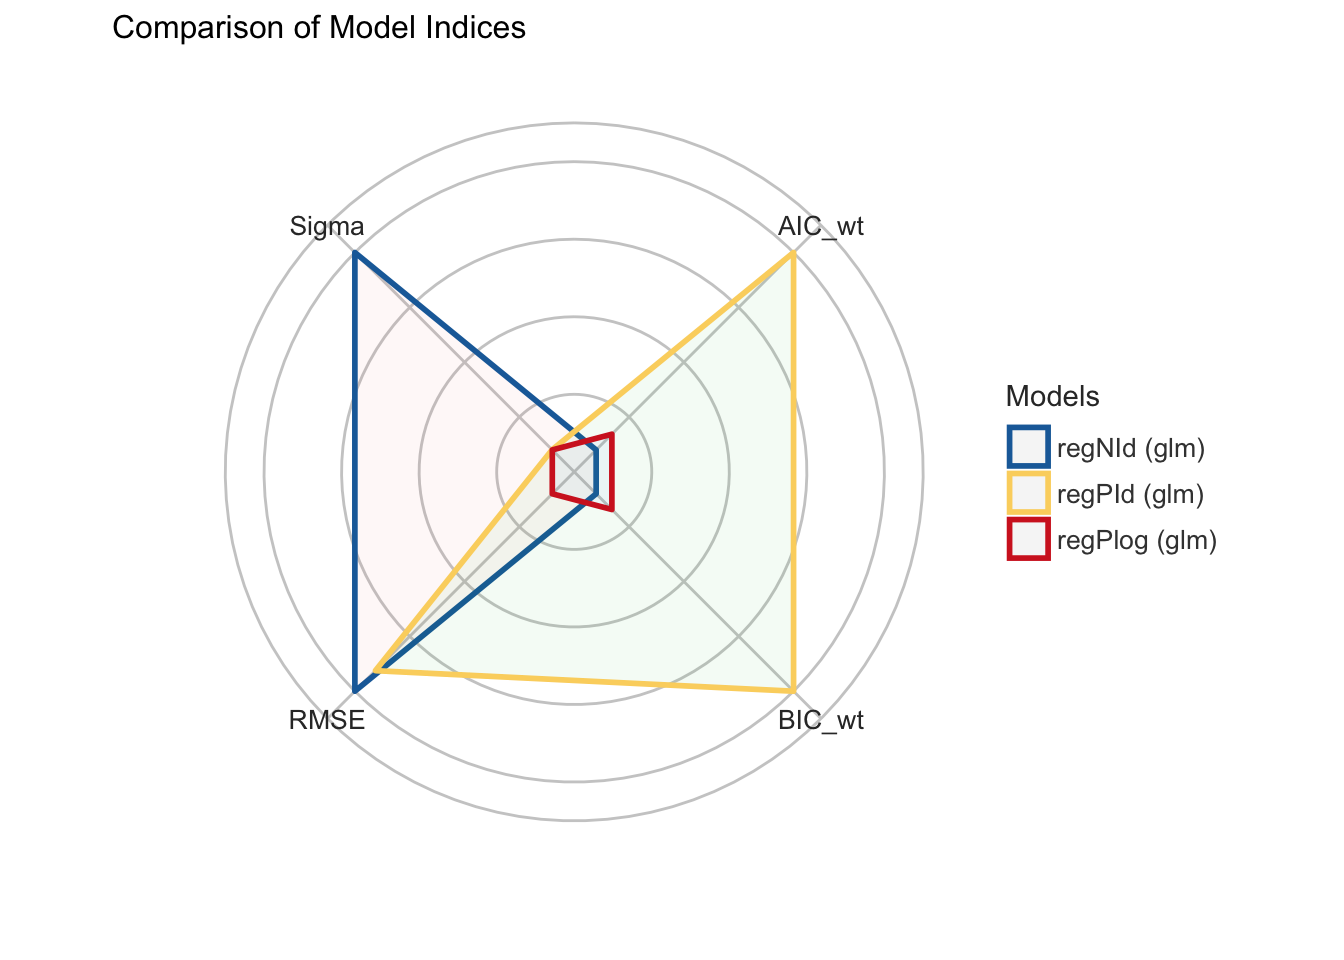 Comparison of Model Indices
Sigma
AIC_wt
RMSE
BIC_wt
Models
regNId (glm)
regPId (glm)
regPlog (glm)